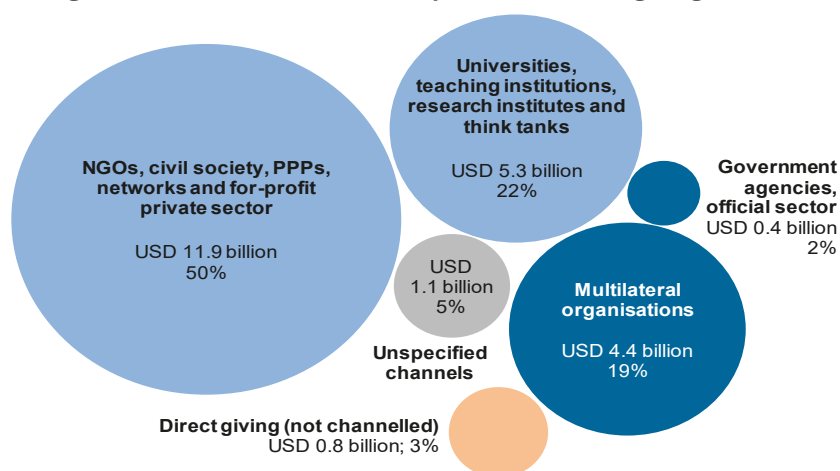 Universities,
teaching institutions,
research institutes and
think tanks
USD 5.3 billion
22%
NGOs, civil society, PPPs,
networks and for-profit
private sector
USD 11.9 billion
50%
Government
agencies,
official sector
USD 0.4 billion
2%
USD
1.1 billion
5%
Unspecified
channels
Multilateral
organisations
USD 4.4 billion
19%
Direct giving (not channelled)
USD 0.8 billion; 3%